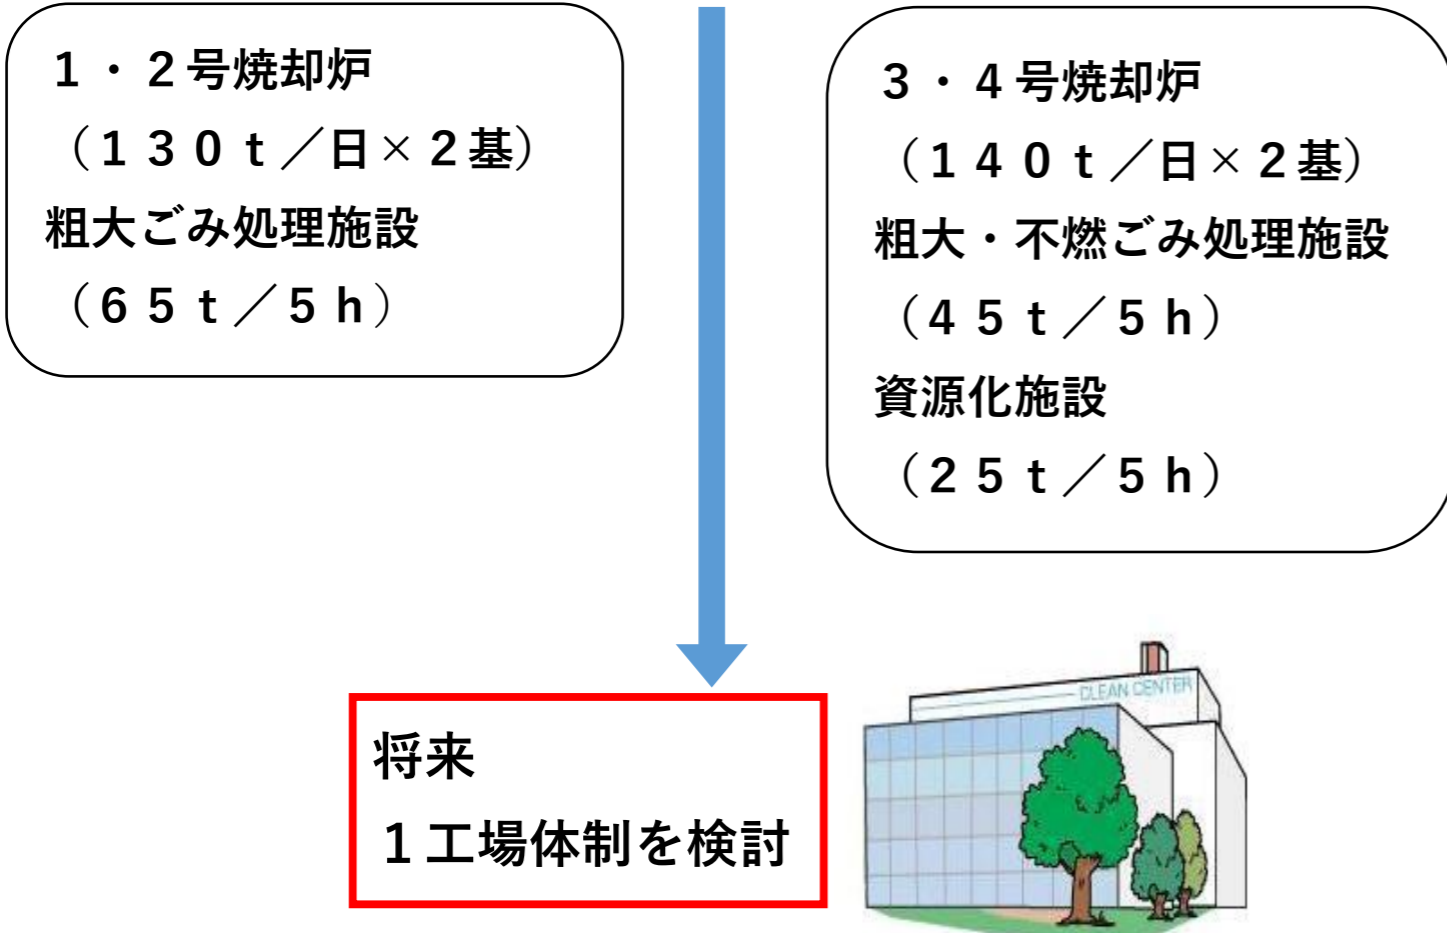 １・２号焼却炉
（１３０ｔ／日×２基）
粗大ごみ処理施設
（６５ｔ／５ｈ）
３・４号焼却炉
（１４０ｔ／日×２基）
粗大・不燃ごみ処理施設
（４５ｔ／５ｈ）
資源化施設
（２５ｔ／５ｈ）
将来
１工場体制を検討
CLEAN CENTER